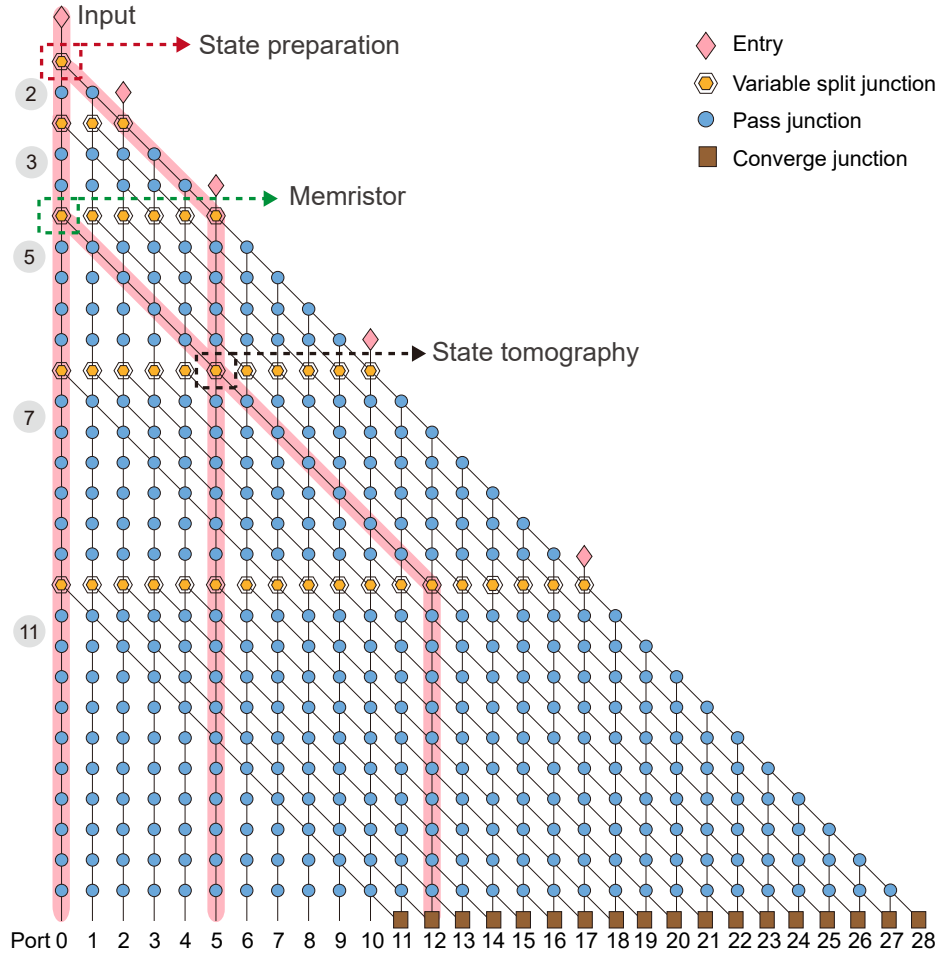 Input
State preparation
2
3
Memristor
5
State tomography
7
11
Entry
Variable split junction
Pass junction
Converge junction
Port 0 1 2 3 4 5 6 7 8 9 10 11 12 13 14 15 16 17 18 19 20 21 22 23 24 25 26 27 28